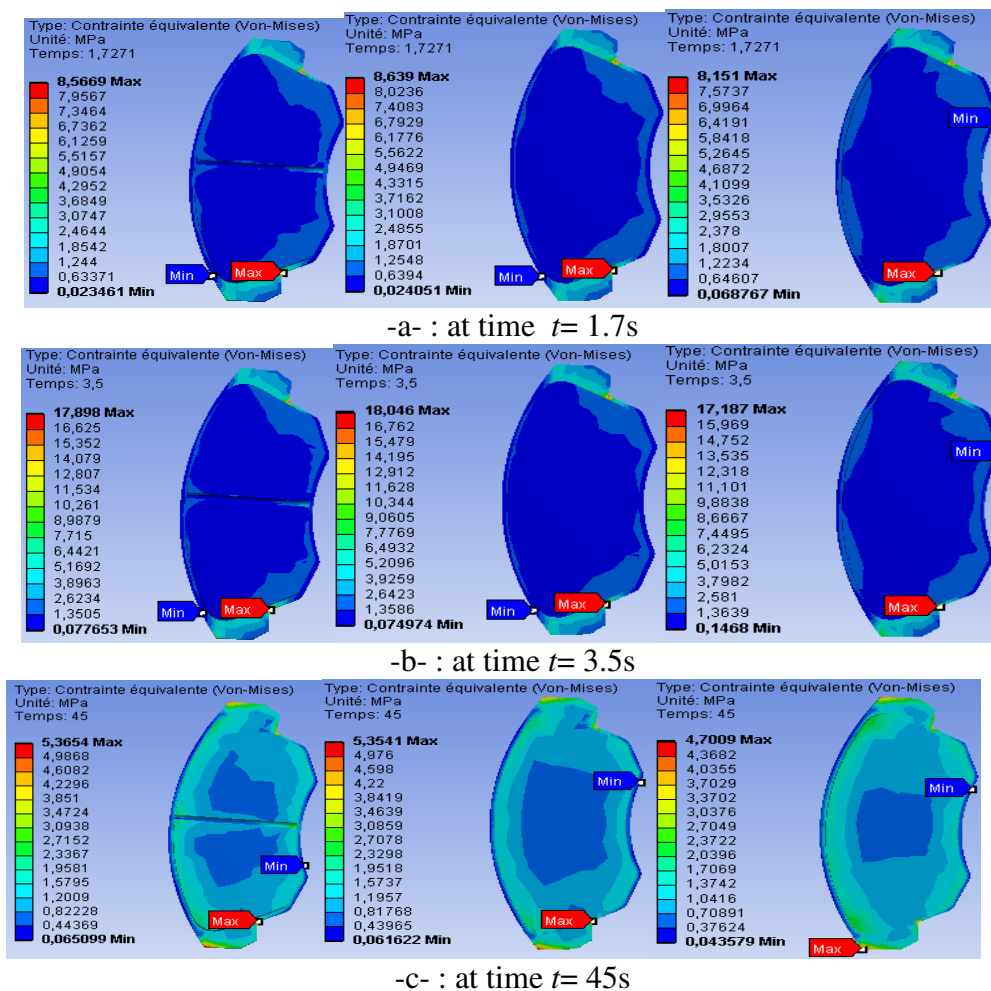 Type: Contrainte équivalente (Von-Mises)
Unité: MPa
Temps: 1,7271
8,5669 Max
7,9567
7,3464
6,7362
6,1259
5,5157
4,9054
4,2952
3,6849
3,0747
2,4644
1,8542
1,244
0,63371
0,023461 Min
Min
Max
Type: Contrainte équivalente (Von-Mises)
Unité: MPa
Temps: 1,7271
8,639 Max
8,0236
7,4083
6,7929
6,1776
5,5622
4,9469
4,3315
3,7162
3,1008
2,4855
1,8701
1,2548
0,6394
0,024051 Min
Min
Max
Type: Contrainte équivalente (Von-Mises)
Unité: MPa
Temps: 1,7271
8,151 Max
7,5737
6,9964
6,4191
5,8418
5,2645
4,6872
4,1099
3,5326
2,9553
2,378
1,8007
1,2234
0,64607
0,068767 Min
Min
Max
-a- : at time t= 1.7s
Type: Contrainte équivalente (Von-Mises)
Unité: MPa
Temps: 3,5
17,898 Max
16,625
15,352
14,079
12,807
11,534
10,261
8,9879
7,715
6,4421
5,1692
3,8963
2,6234
1,3505
0,077653 Min
Min
Max
Type: Contrainte équivalente (Von-Mises)
Unité: MPa
Temps: 3,5
18,046 Max
16,762
15,479
14,195
12,912
11,628
10,344
9,0605
7,7769
6,4932
5,2096
3,9259
2,6423
1,3586
0,074974 Min
Min
Max
Type: Contrainte équivalente (Von-Mises)
Unité: MPa
Temps: 3,5
17,187 Max
15,969
14,752
13,535
12,318
11,101
9,8838
8,6667
7,4495
6,2324
5,0153
3,7982
2,581
1,3639
0,1468 Min
Min
Max
-b- : at time t= 3.5s
Type: Contrainte équivalente (Von-Mises)
Unité: MPa
Temps: 45
5,3654 Max
4,9868
4,6082
4,2296
3,851
3,4724
3,0938
2,7152
2,3367
1,9581
1,5795
1,2009
0,82228
0,44369
0,065099 Min
Min
Max
Type: Contrainte équivalente (Von-Mises)
Unité: MPa
Temps: 45
5,3541 Max
4,976
4,598
4,22
3,8419
3,4639
3,0859
2,7078
2,3298
1,9518
1,5737
1,1957
0,81768
0,43965
0,061622 Min
Min
Max
Type: Contrainte équivalente (Von-Mises)
Unité: MPa
Temps: 45
4,7009 Max
4,3682
4,0355
3,7029
3,3702
3,0376
2,7049
2,3722
2,0396
1,7069
1,3742
1,0416
0,70891
0,37624
0,043579 Min
Min
Max
-c- : at time t= 45s